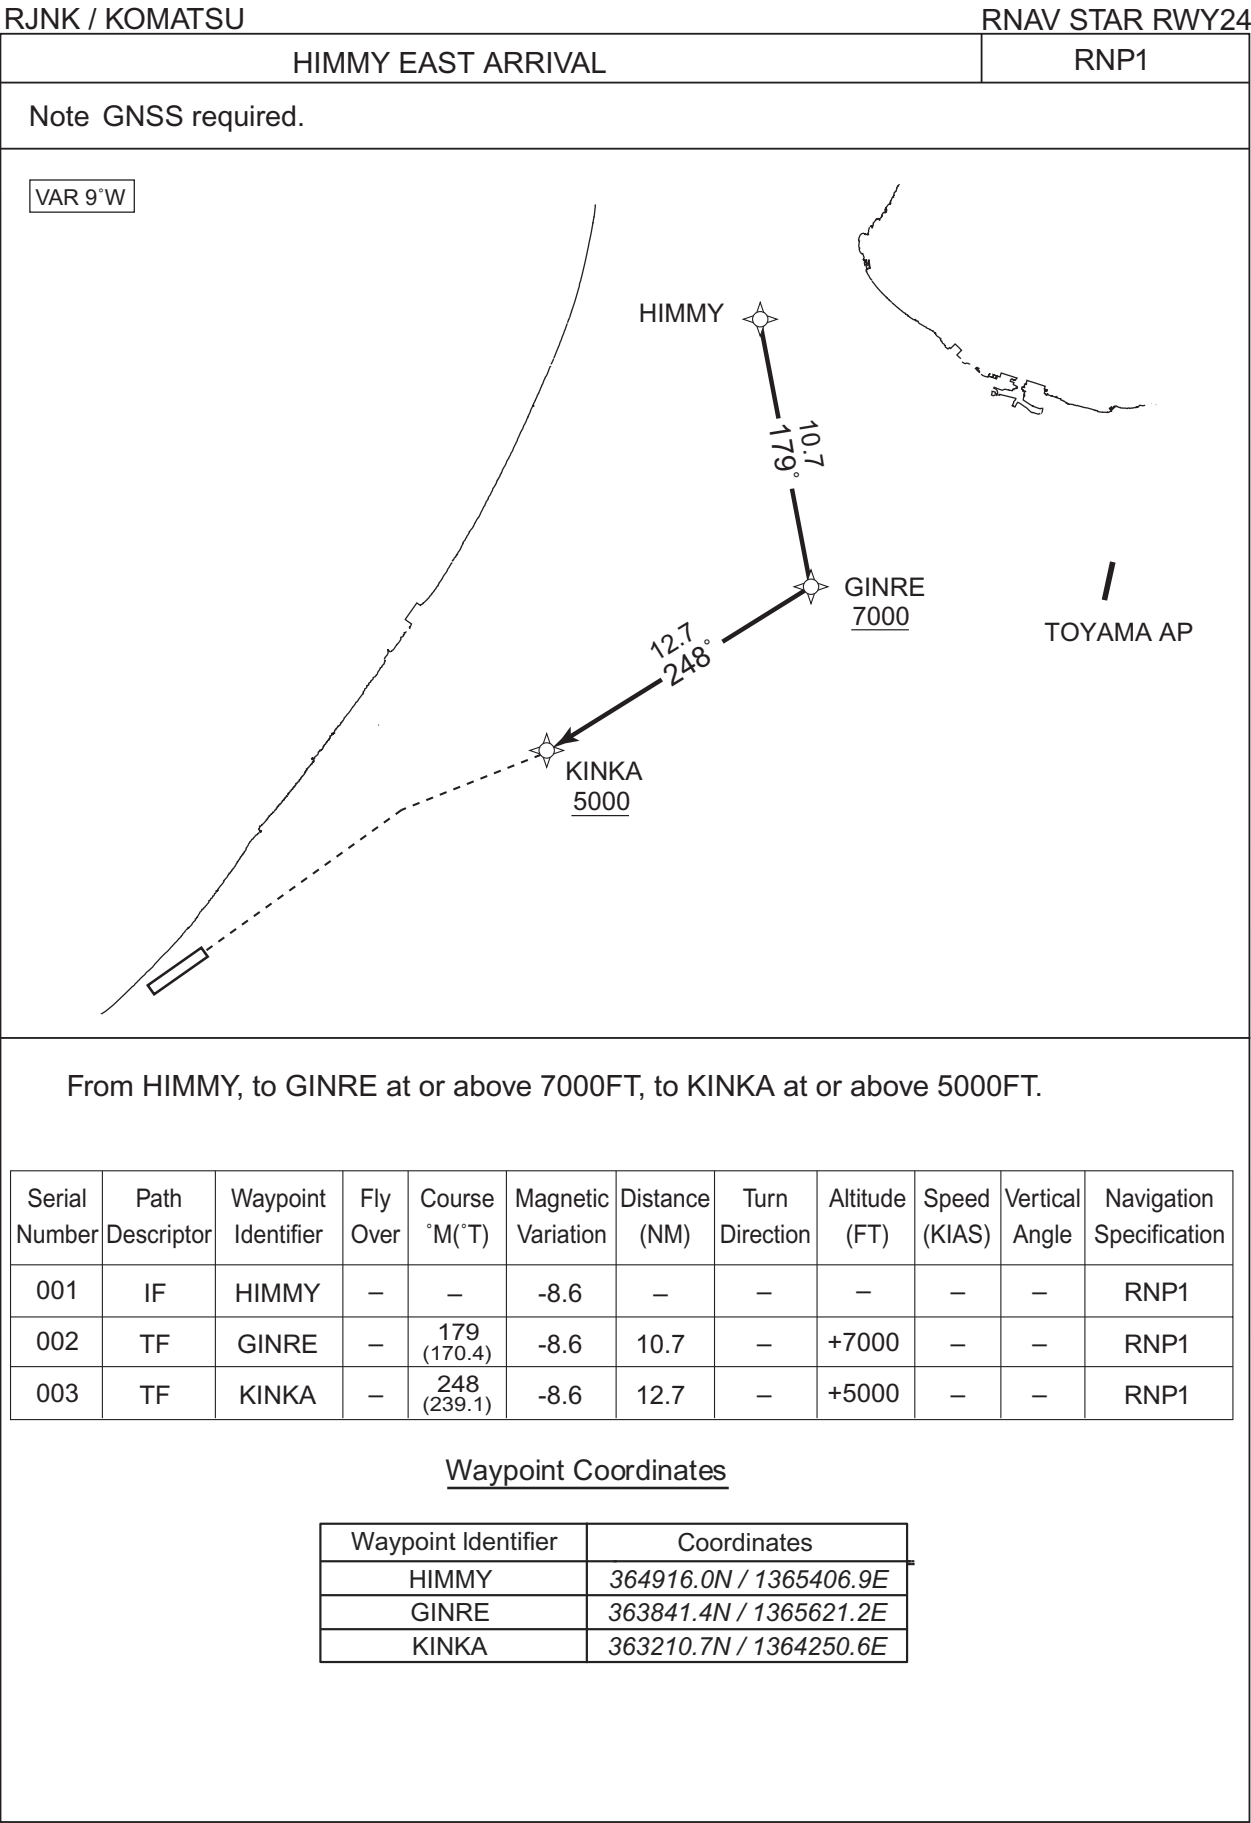 RJNK / KOMATSU
RNAV STAR RWY24
HIMMY EAST ARRIVAL
RNP1
Note GNSS required.
VAR 9˚W
HIMMY
10.7
179˚
GINRE
7000
TOYAMA AP
12.7
248˚
KINKA
5000
From HIMMY, to GINRE at or above 7000FT, to KINKA at or above 5000FT.
Serial Number Path Descriptor Waypoint Identifier Fly Over Course ˚M(˚T) Magnetic Variation Distance (NM) Turn Direction Altitude (FT) Speed (KIAS) Vertical Angle Navigation Specification
001 IF HIMMY – – -8.6 – – – – – RNP1
002 TF GINRE – 179 (170.4) -8.6 10.7 – +7000 – – RNP1
003 TF KINKA – 248 (239.1) -8.6 12.7 – +5000 – – RNP1
Waypoint Coordinates
Waypoint Identifier Coordinates
HIMMY 364916.0N / 1365406.9E
GINRE 363841.4N / 1365621.2E
KINKA 363210.7N / 1364250.6E